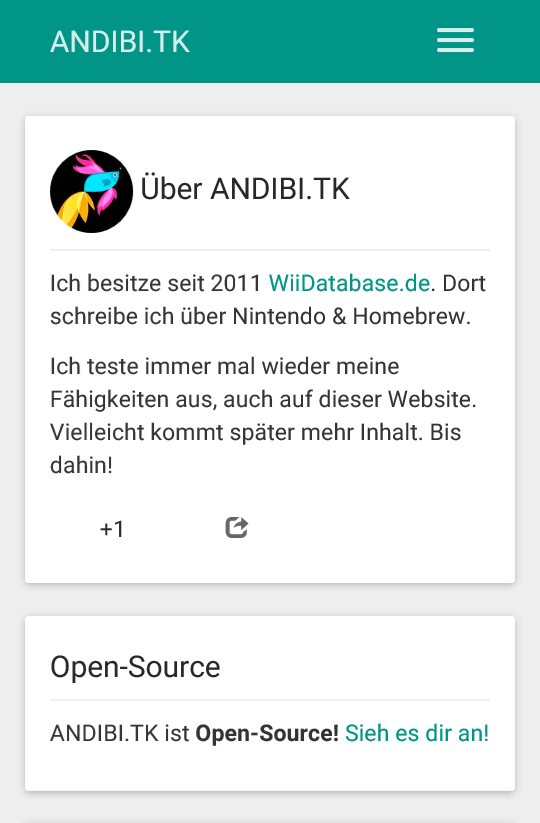 ANDIBI.TK
Über ANDIBI.TK
Ich besitze seit 2011 WiiDatabase.de. Dort
schreibe ich über Nintendo & Homebrew.
Ich teste immer mal wieder meine
Fähigkeiten aus, auch auf dieser Website.
Vielleicht kommt später mehr Inhalt. Bis
dahin!
+1
Open-Source
ANDIBI.TK ist Open-Source! Sieh es dir an!